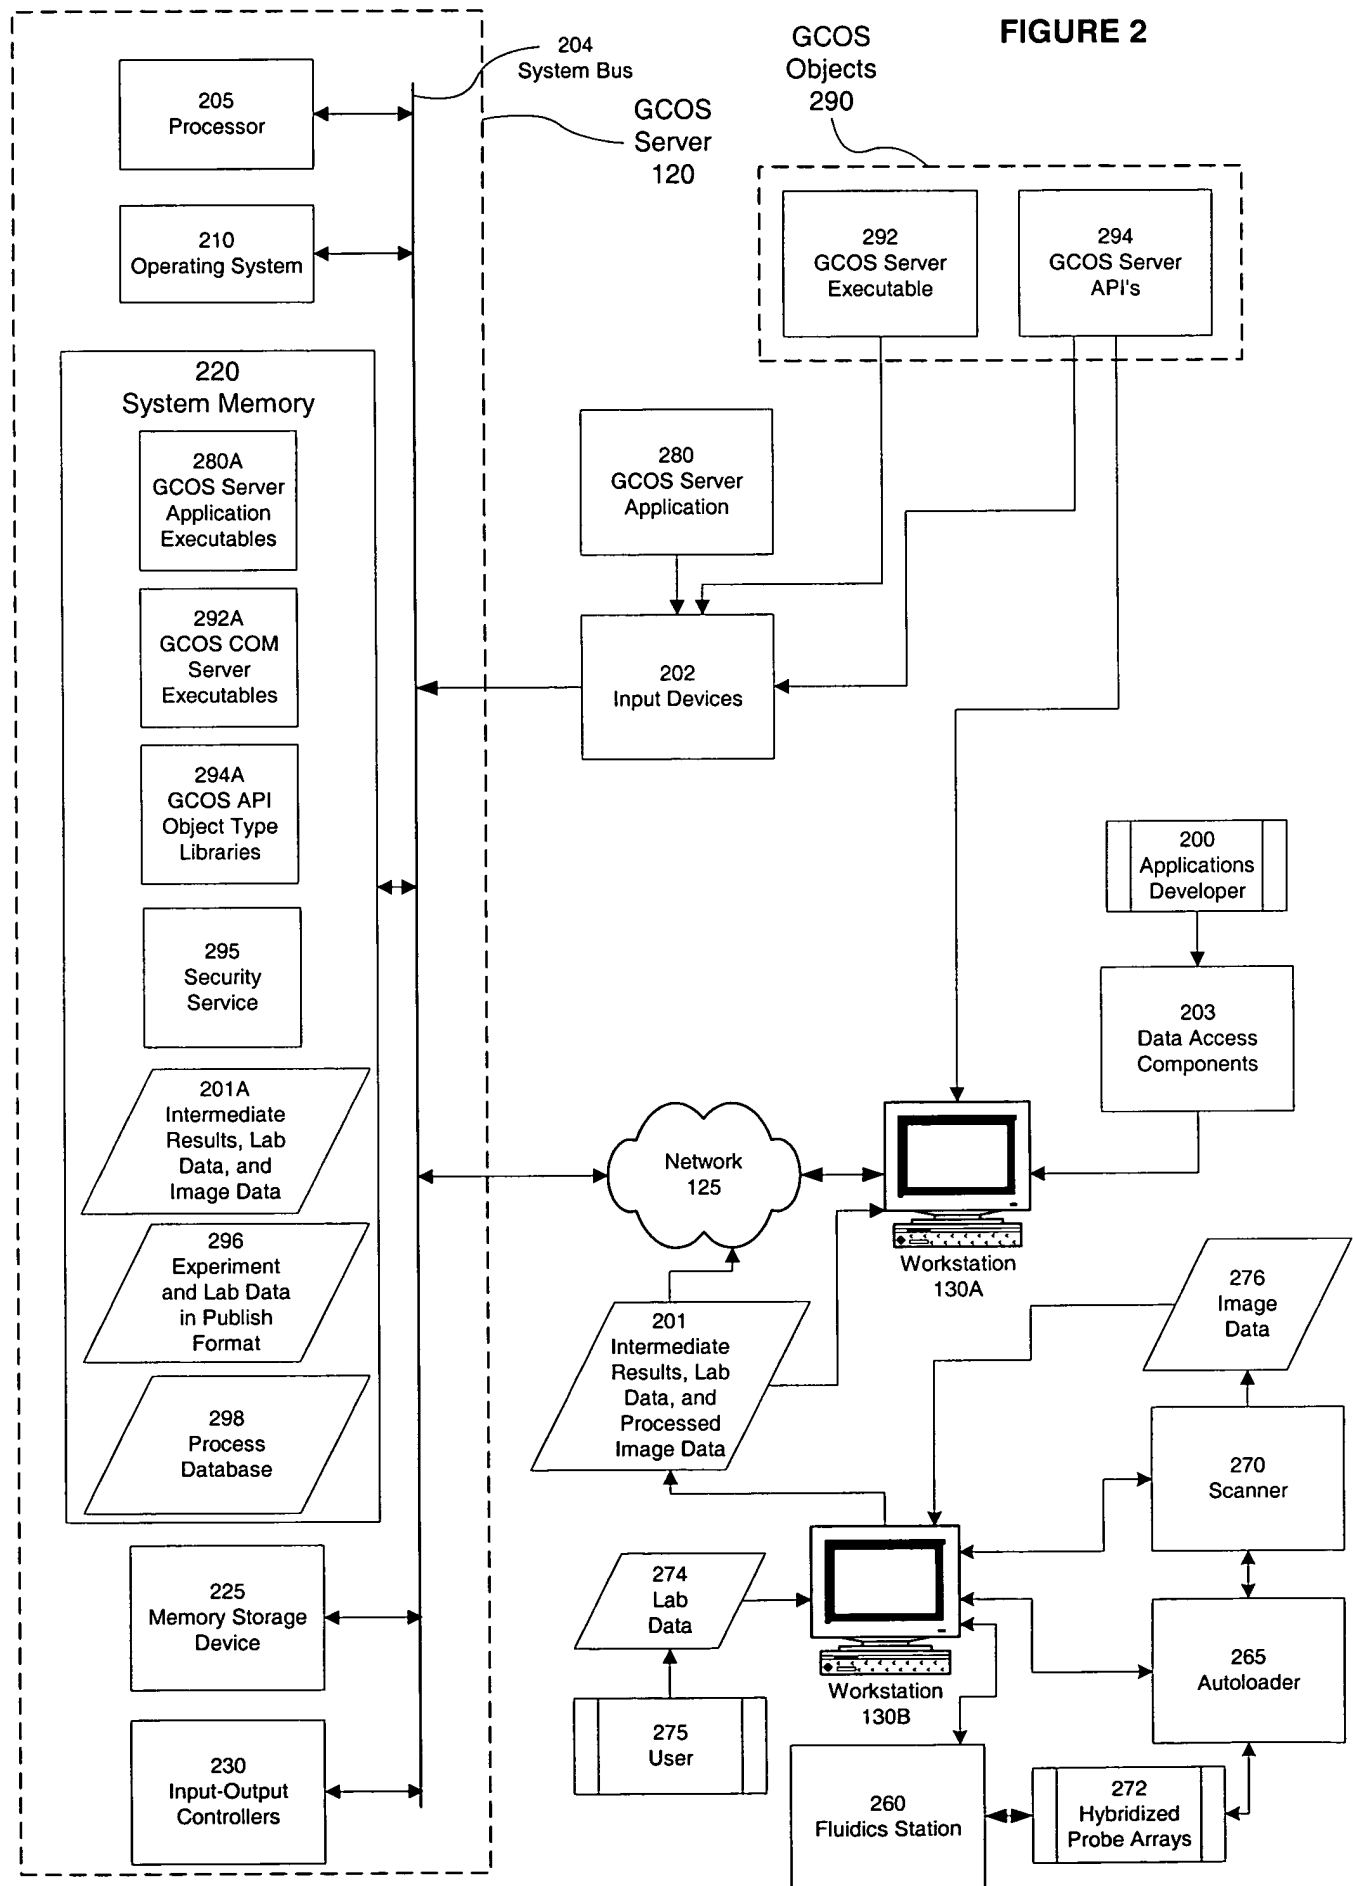 FIGURE 2
204
System Bus
GCOS
Server
120
GCOS
Objects
290
205
Processor
210
Operating System
292
GCOS Server
Executable
294
GCOS Server
API's
220
System Memory
280A
GCOS Server
Application
Executables
292A
GCOS COM
Server
Executables
294A
GCOS API
Object Type
Libraries
295
Security
Service
201A
Intermediate
Results, Lab
Data, and
Image Data
296
Experiment
and Lab Data
in Publish
Format
298
Process
Database
225
Memory Storage
Device
230
Input-Output
Controllers
280
GCOS Server
Application
202
Input Devices
200
Applications
Developer
203
Data Access
Components
Network
125
Workstation
130A
201
Intermediate
Results, Lab
Data, and
Processed
Image Data
276
Image
Data
270
Scanner
274
Lab
Data
Workstation
130B
265
Autoloader
275
User
260
Fluidics Station
272
Hybridized
Probe Arrays